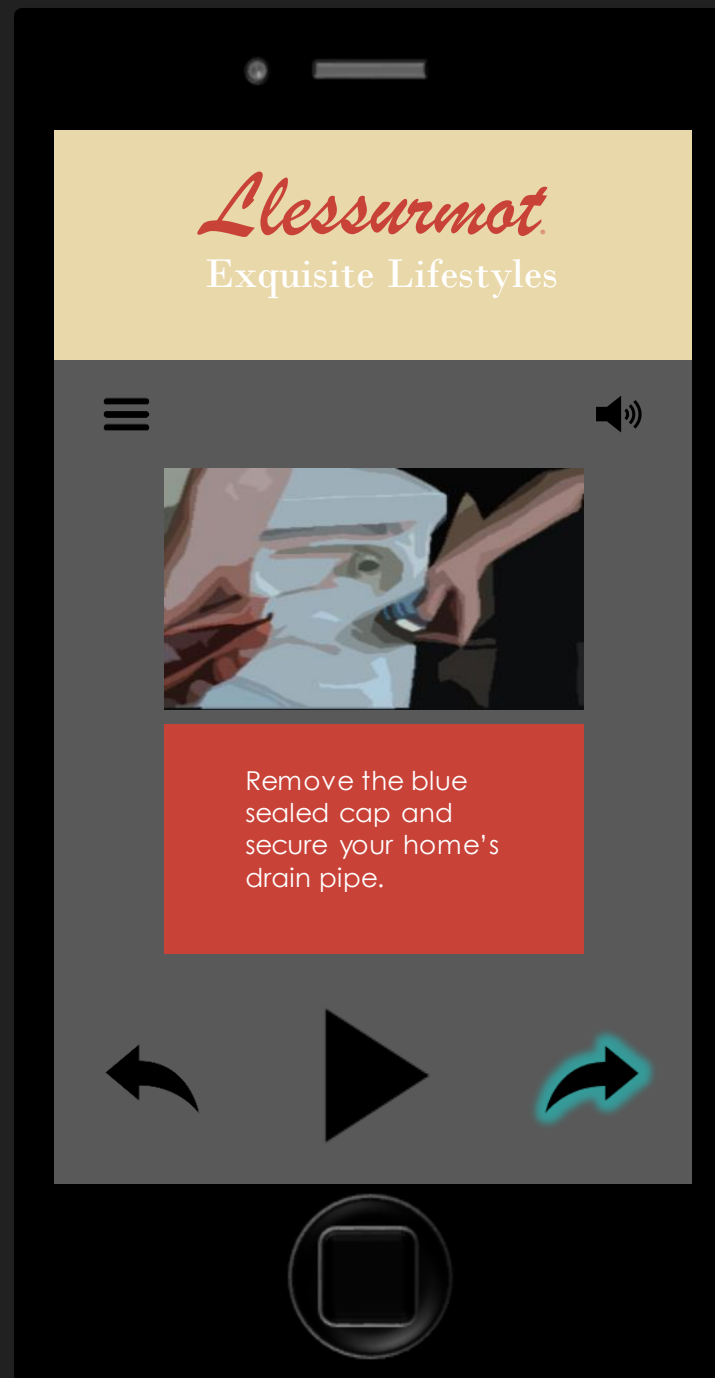 Llessurmot
Exquisite Lifestyles
Remove the blue
sealed cap and
secure your home's
drain pipe.